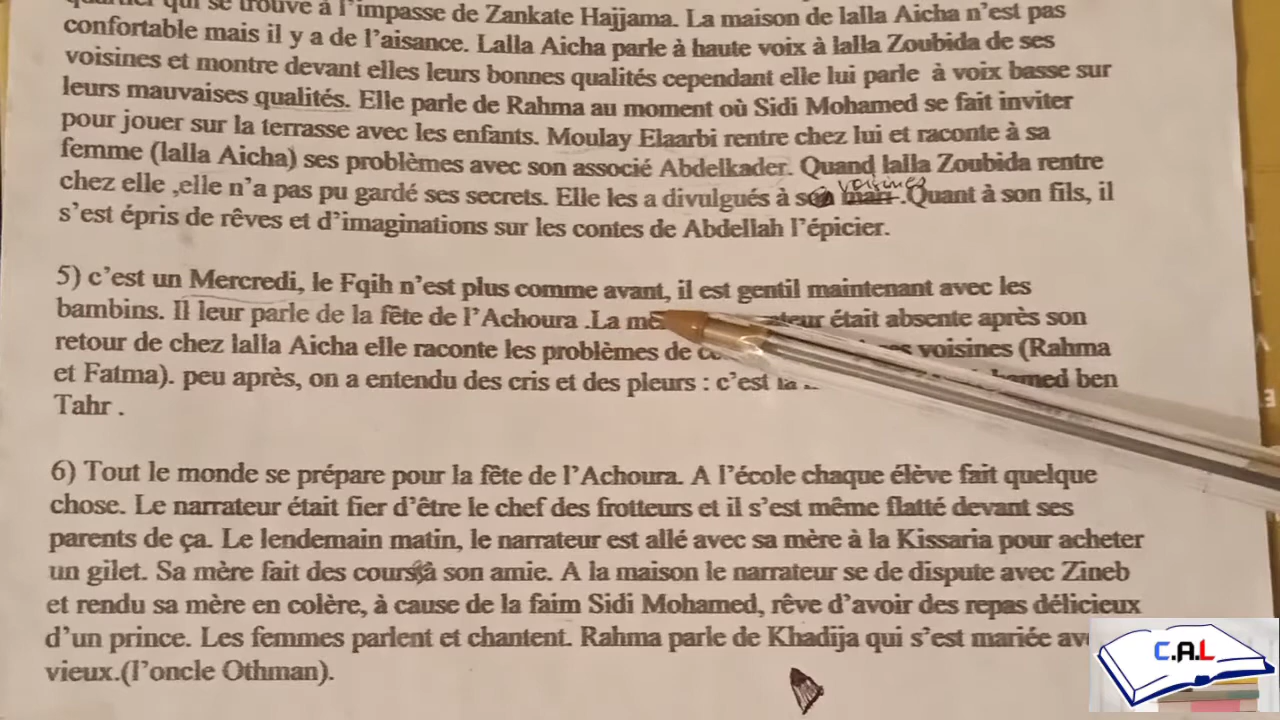 quartier qui se trouve à l'impasse de Zankate Hajjama. La maison de lalla Aicha n'est pas
confortable mais il y a de l'aisance. Lalla Aicha parle à haute voix à lalla Zoubida de ses
voisines et montre devant elles leurs bonnes qualités cependant elle lui parle à voix basse sur
leurs mauvaises qualités. Elle parle de Rahma au moment où Sidi Mohamed se fait inviter
pour jouer sur la terrasse avec les enfants. Moulay Elaarbi rentre chez lui et raconte à sa
femme (lalla Aicha) ses problèmes avec son associé Abdelkader. Quand lalla Zoubida rentre
voisines
chez elle ,elle n'a pas pu gardé ses secrets. Elle les a divulgués à mari .Quant à son fils, il
s'est épris de rêves et d'imaginations sur les contes de Abdellah l'épicier.
5) c'est un Mercredi, le Fqih n'est plus comme avant, il est gentil maintenant avec les
bambins. Il leur parle de la fête de l'Achoura .La était absente après son
retour de chez lalla Aicha elle raconte les problèmes de voisines (Rahma
et Fatma). peu après, on a entendu des cris et des pleurs : c'est la ben
Tahr .
6) Tout le monde se prépare pour la fête de l'Achoura. A l'école chaque élève fait quelque
chose. Le narrateur était fier d'être le chef des frotteurs et il s'est même flatté devant ses
parents de ça. Le lendemain matin, le narrateur est allé avec sa mère à la Kissaria pour acheter
un gilet. Sa mère fait des cours à son amie. A la maison le narrateur se de dispute avec Zineb
et rendu sa mère en colère, à cause de la faim Sidi Mohamed, rêve d'avoir des repas délicieux
d'un prince. Les femmes parlent et chantent. Rahma parle de Khadija qui s'est mariée
vieux.(l'oncle Othman).
C.A.L